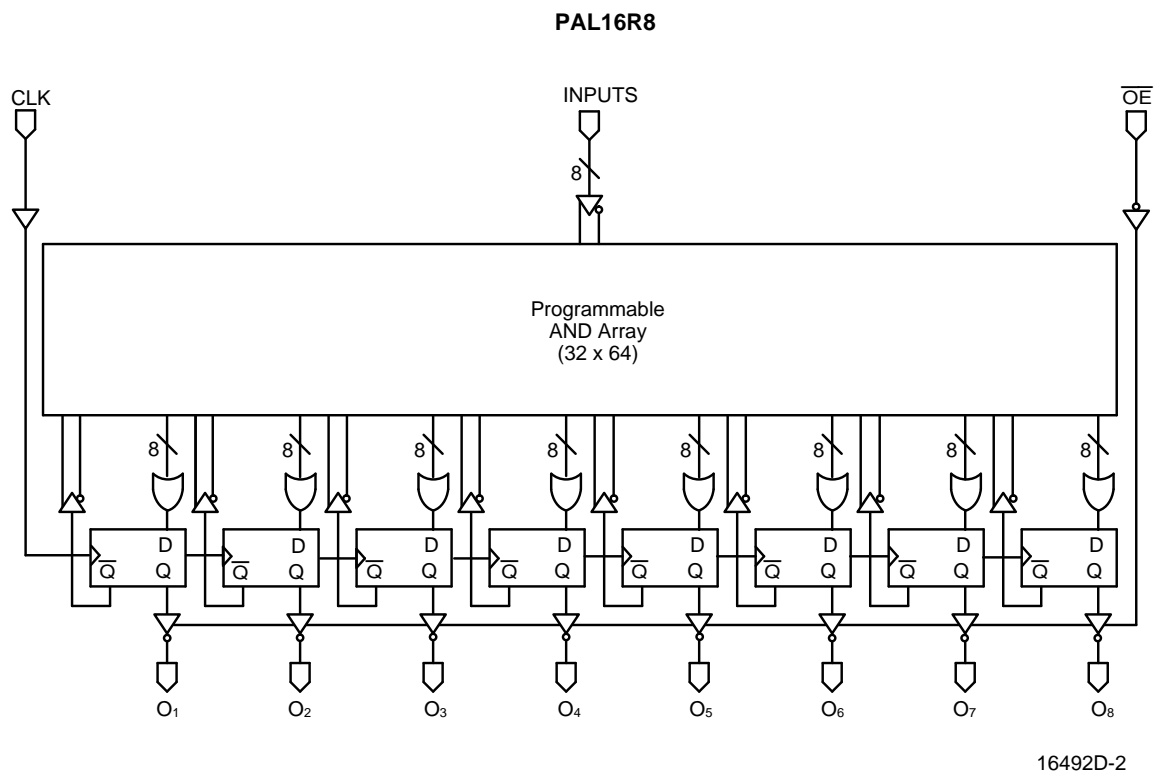 PAL16R8
CLK
INPUTS
OE
8
Programmable
AND Array
(32 x 64)
8 8 8 8 8 8 8 8
D D D D D D D D
Q Q Q Q Q Q Q Q Q Q Q Q Q Q Q Q
O1 O2 O3 O4 O5 O6 O7 O8
16492D-2